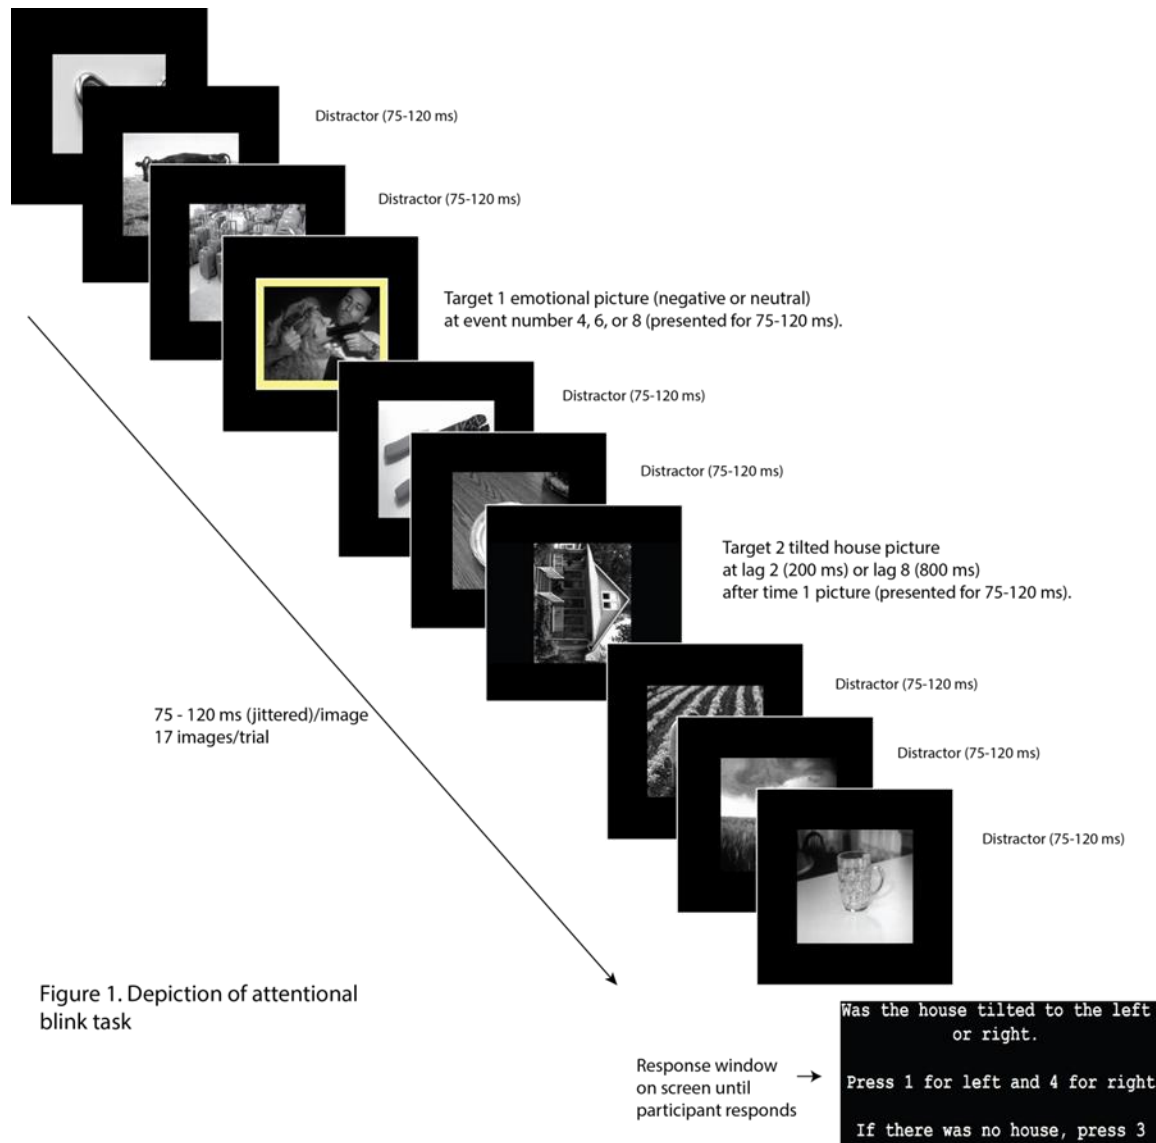 Distractor (75-120 ms)
Distractor (75-120 ms)
Target 1 emotional picture (negative or neutral)
at event number 4, 6, or 8 (presented for 75-120 ms).
Distractor (75-120 ms)
Distractor (75-120 ms)
Target 2 tilted house picture
at lag 2 (200 ms) or lag 8 (800 ms)
after time 1 picture (presented for 75-120 ms).
Distractor (75-120 ms)
75 - 120 ms (jittered)/image
17 images/trial
Distractor (75-120 ms)
Distractor (75-120 ms)
Figure 1. Depiction of attentional
blink task
Response window
on screen until
participant responds
Was the house tilted to the left
or right.
Press 1 for left and 4 for right
If there was no house, press 3